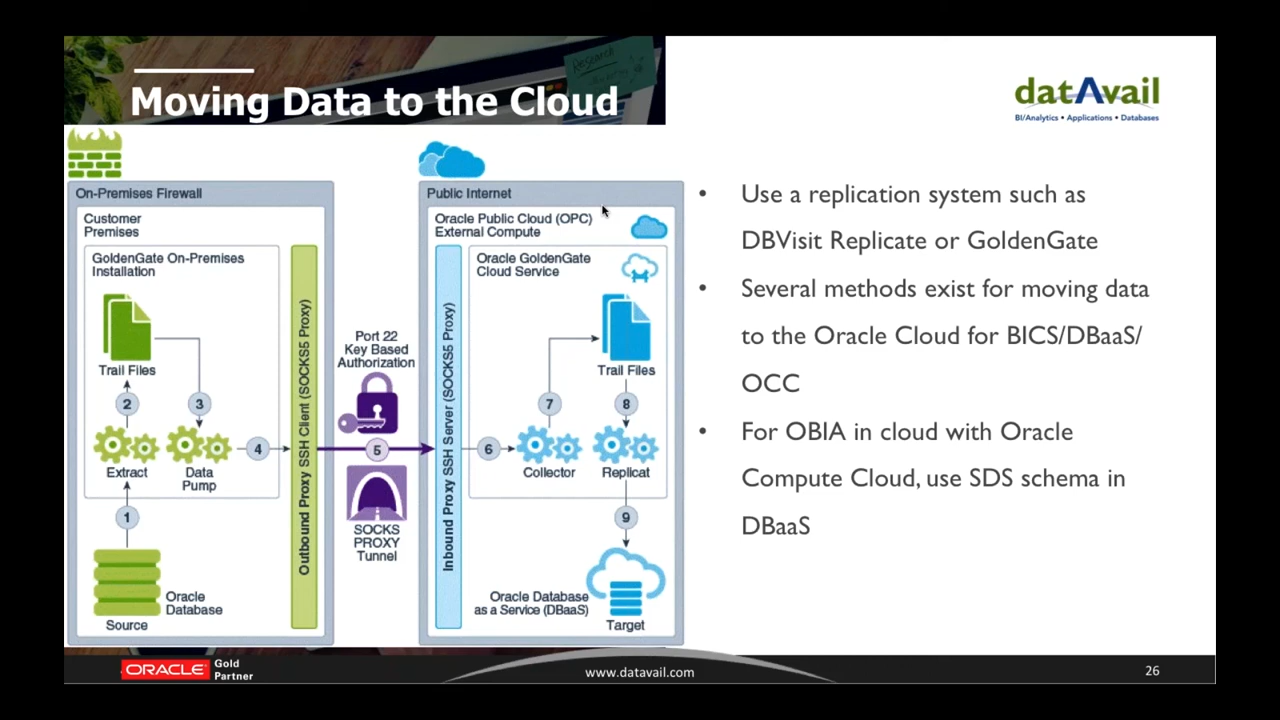 Research
Moving Data to the Cloud
datAvail
BI/Analytics • Applications • Databases
On-Premises Firewall
Customer
Premises
GoldenGate On-Premises
Installation
Trail Files
2
3
Extract
Data
Pump
4
1
Oracle
Database
Source
Outbound Proxy SSH Client (SOCKS5 Proxy)
Port 22
Key Based
Authorization
5
SOCKS
PROXY
Tunnel
Public Internet
Oracle Public Cloud (OPC)
External Compute
Inbound Proxy SSH Server (SOCKS5 Proxy)
Oracle GoldenGate
Cloud Service
Trail Files
7
8
6
Collector
Replicat
9
Oracle Database
as a Service (DBaaS)
Target
• Use a replication system such as
DBVisit Replicate or GoldenGate
• Several methods exist for moving data
to the Oracle Cloud for BICS/DBaaS/
OCC
• For OBIA in cloud with Oracle
Compute Cloud, use SDS schema in
DBaaS
ORACLE
Gold
Partner
www.datavail.com
26